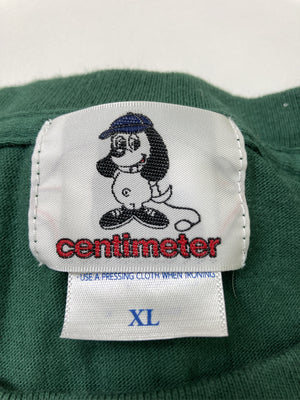 centimeter
USE A PRESSING CLOTH WHEN IRONING.
XL